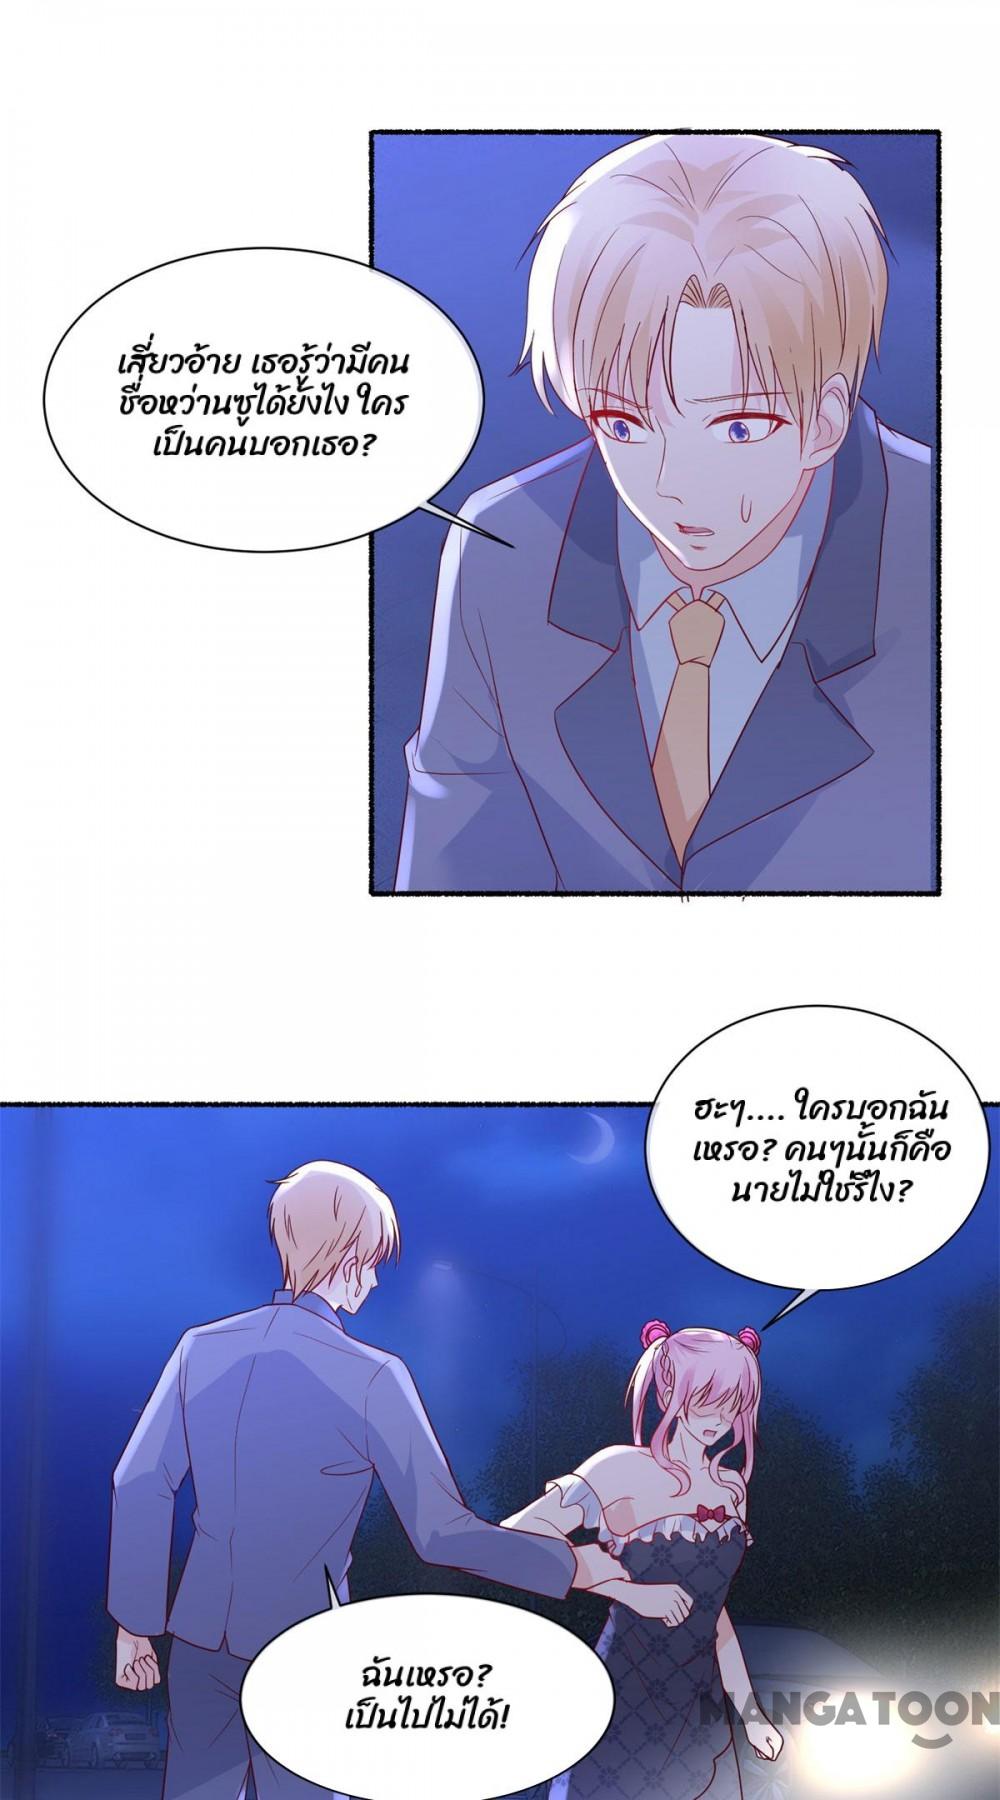 เสี่ยวอ้าย เธอรู้ว่ามีคน
ชื่อหว่านซูได้ยังไง ใคร
เป็นคนบอกเธอ?
ฮะๆ.... ใครบอกฉัน
เหรอ? คนๆนั้นก็คือ
นายไม่ใช่รึไง?
ฉันเหรอ?
เป็นไปไม่ได้!
MANGATOON